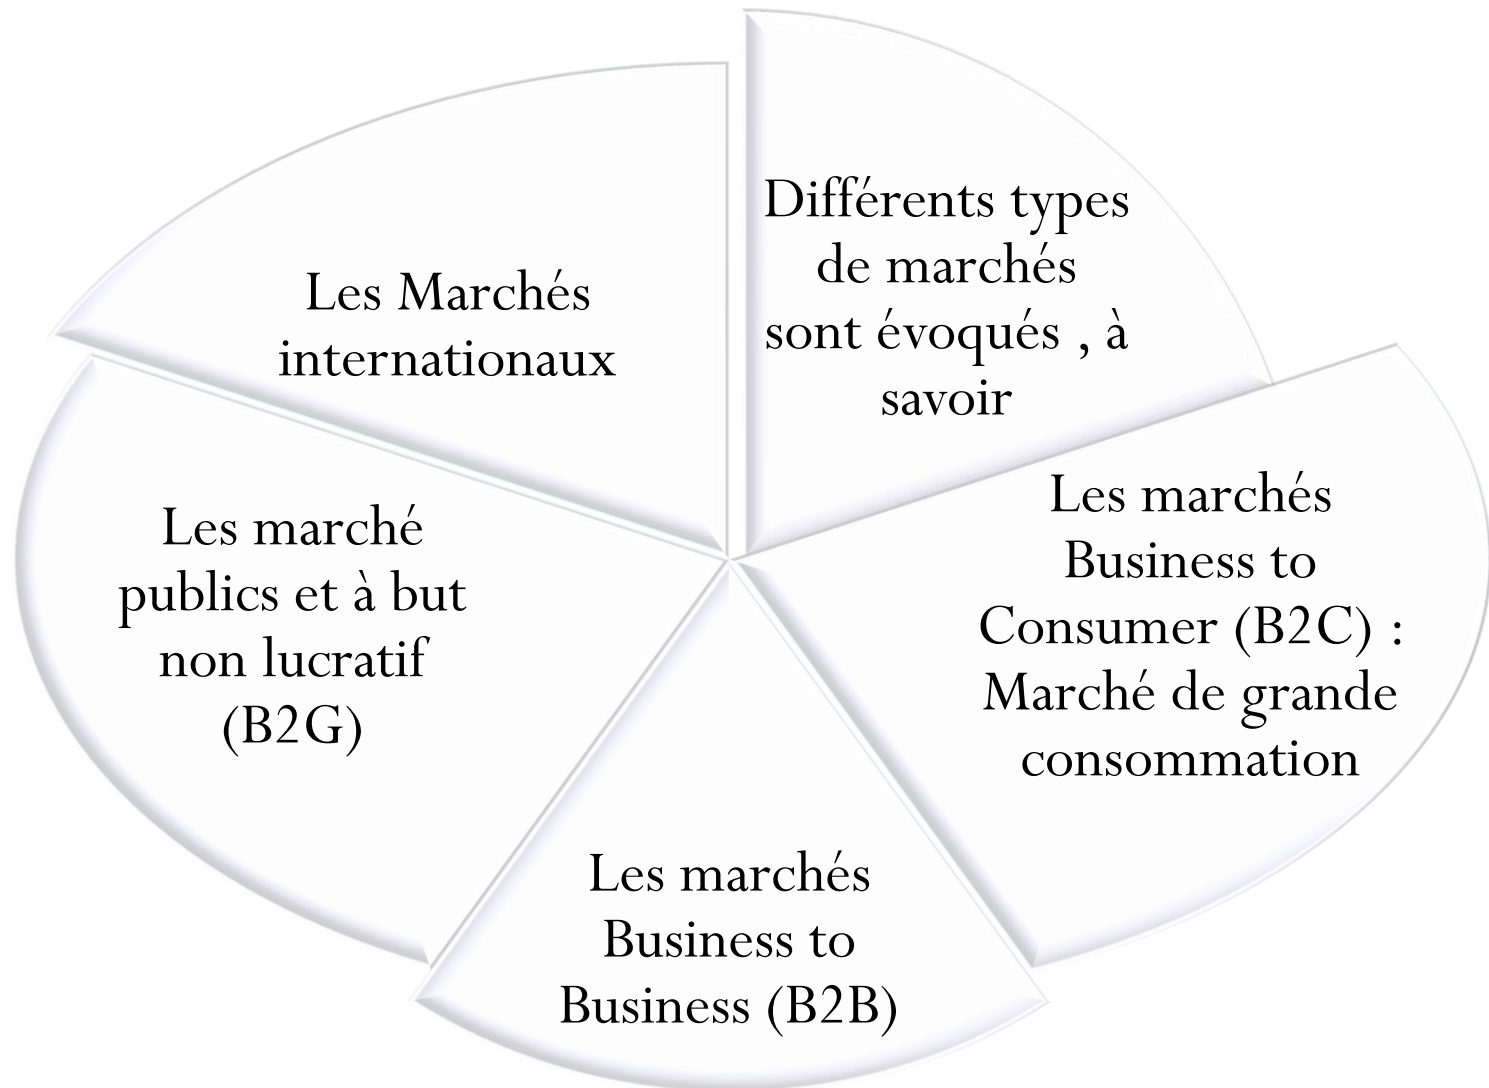 Différents types
de marchés
sont évoqués , à
savoir
Les marchés
Business to
Consumer (B2C) :
Marché de grande
consommation
Les marchés
Business to
Business (B2B)
Les marché
publics et à but
non lucratif
(B2G)
Les Marchés
internationaux